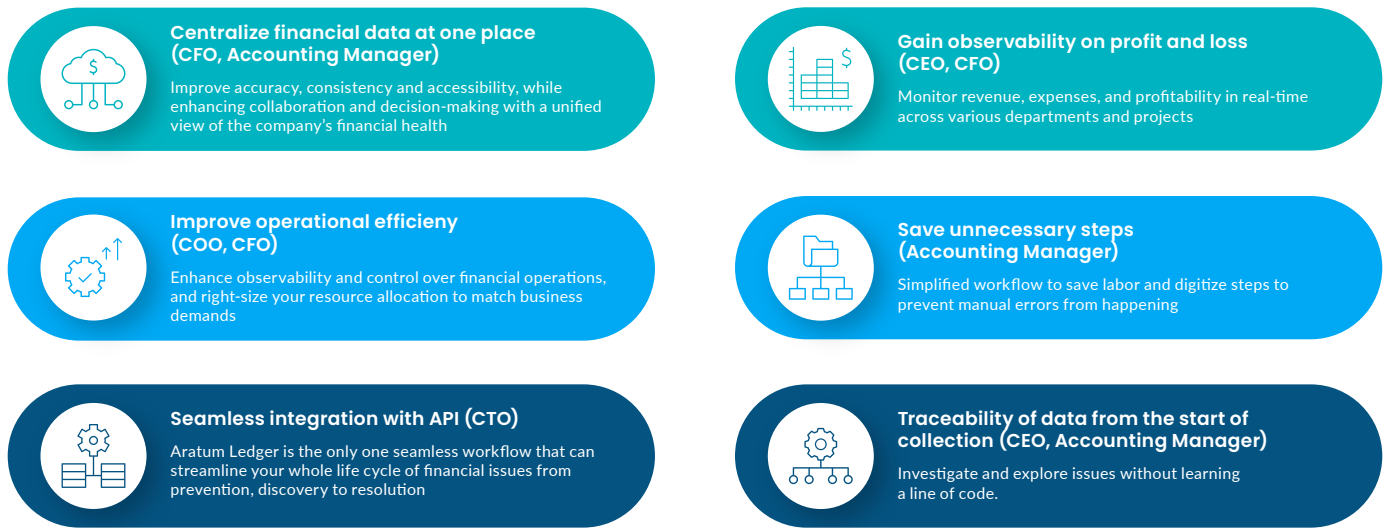 Centralize financial data at one place
(CFO, Accounting Manager)
Improve accuracy, consistency and accessibility, while
enhancing collaboration and decision-making with a unified
view of the company's financial health
Gain observability on profit and loss
(CEO, CFO)
Monitor revenue, expenses, and profitability in real-time
across various departments and projects
Improve operational efficieny
(COO, CFO)
Enhance observability and control over financial operations,
and right-size your resource allocation to match business
demands
Save unnecessary steps
(Accounting Manager)
Simplified workflow to save labor and digitize steps to
prevent manual errors from happening
Seamless integration with API (CTO)
Aratum Ledger is the only one seamless workflow that can
streamline your whole life cycle of financial issues from
prevention, discovery to resolution
Traceability of data from the start of
collection (CEO, Accounting Manager)
Investigate and explore issues without learning
a line of code.